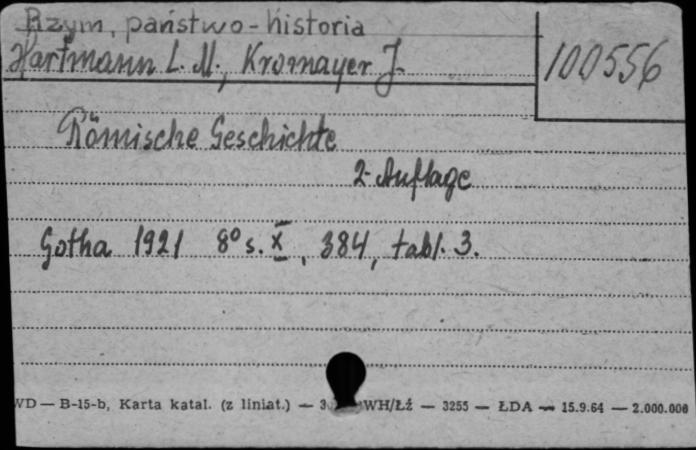 Rzym, państwo - historia
Hartmann L. M., Kromayer J.
100556
Römische Geschichte
2 Auflage
Gotha 1921 8° s. X, 384, tabl. 3.
WD — B-15-b, Karta katal. (z liniat.) — WH/Łź — 3255 — ŁDA — 15.9.64 — 2.000.000